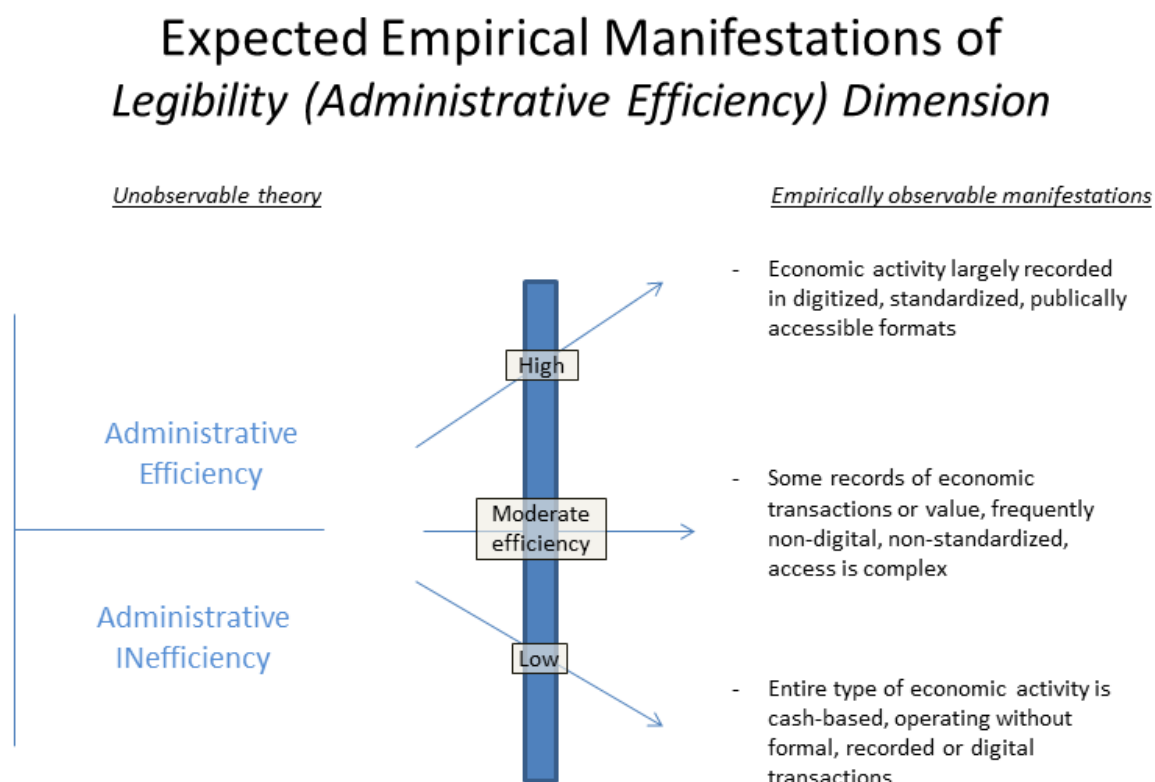 Expected Empirical Manifestations of
Legibility (Administrative Efficiency) Dimension
Unobservable theory
Empirically observable manifestations
- Economic activity largely recorded
in digitized, standardized, publically
accessible formats
High
Administrative
Efficiency
- Some records of economic
transactions or value, frequently
non-digital, non-standardized,
access is complex
Moderate
efficiency
Administrative
INefficiency
Low
- Entire type of economic activity is
cash-based, operating without
formal, recorded or digital
transactions